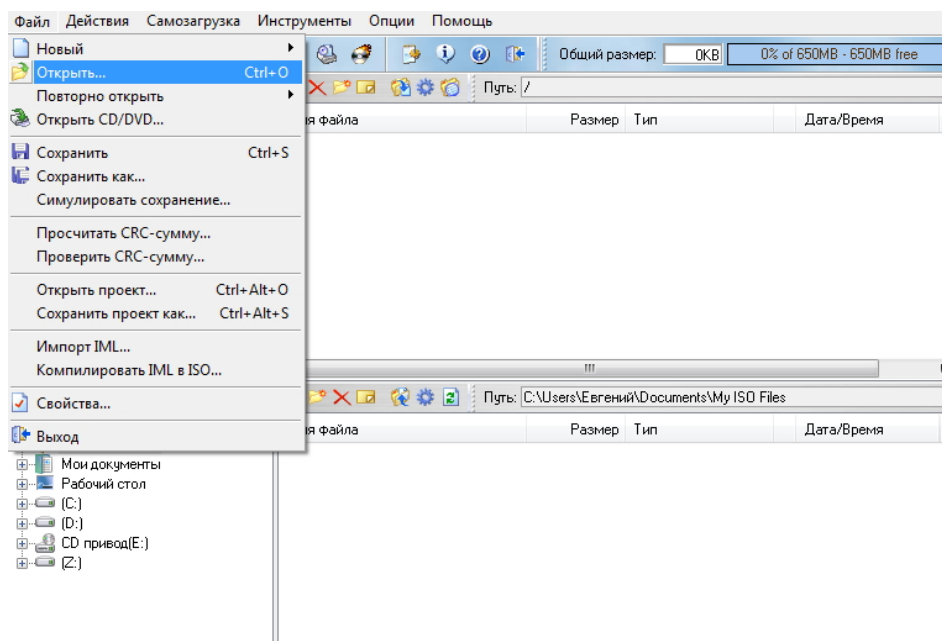 Файл Действия Самозагрузка Инструменты Опции Помощь
Новый
Общий размер: 0KB 0% of 650MB - 650MB free
Открыть... Ctrl+O
Путь: /
Повторно открыть
Открыть CD/DVD...
я файла Размер Тип Дата/Время
Сохранить Ctrl+S
Сохранить как...
Симулировать сохранение...
Просчитать CRC-сумму...
Проверить CRC-сумму...
Открыть проект... Ctrl+Alt+O
Сохранить проект как... Ctrl+Alt+S
Импорт IML...
Компилировать IML в ISO...
Свойства...
Путь: C:\Users\Евгений\Documents\My ISO Files
Выход
я файла Размер Тип Дата/Время
Мои документы
Рабочий стол
(C:)
(D:)
CD привод(E:)
(Z:)